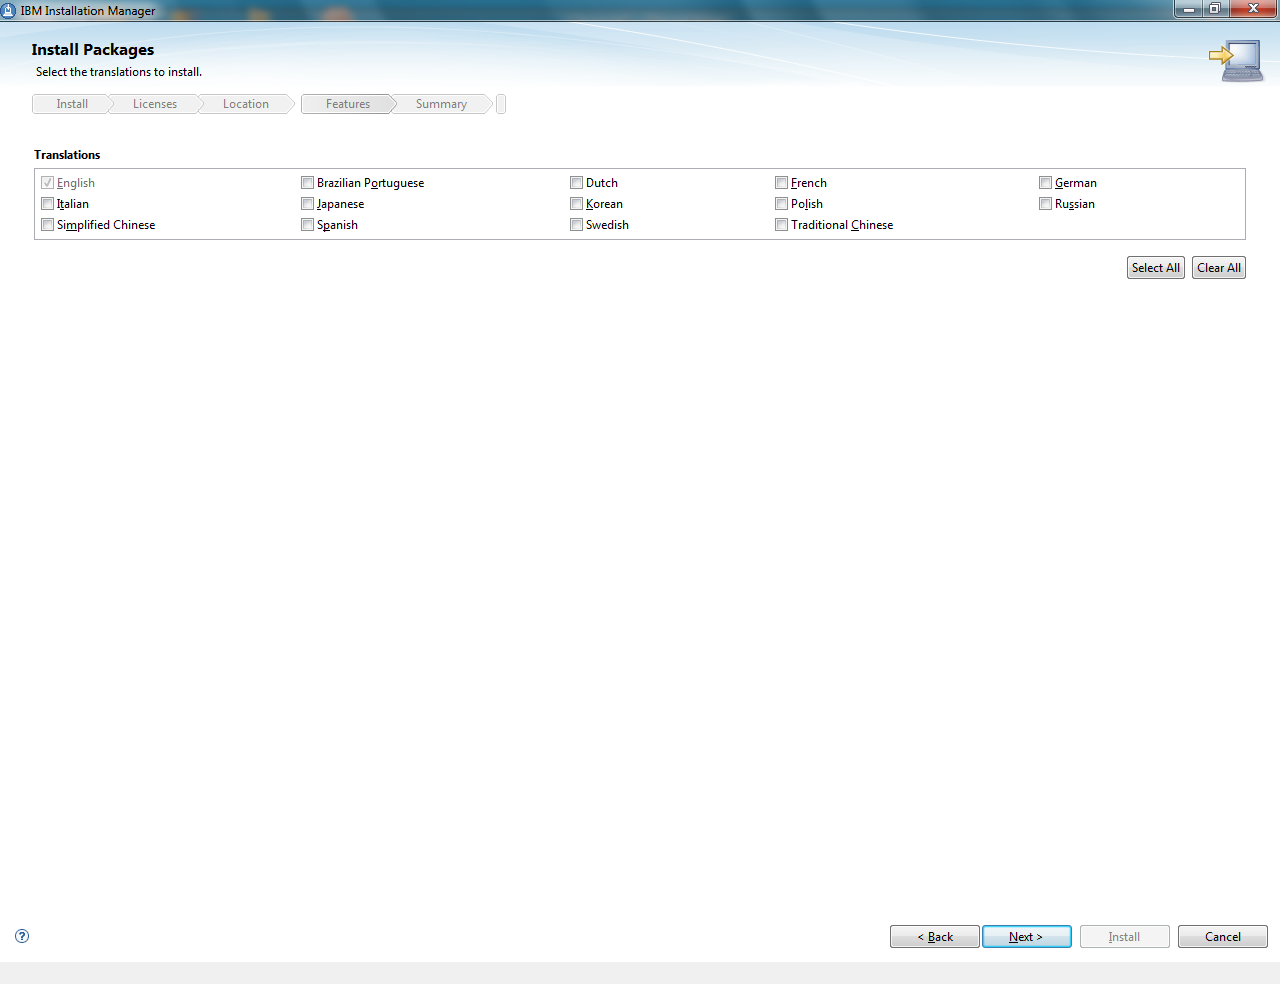 IBM Installation Manager
Install Packages
Select the translations to install.
Install Licenses Location Features Summary
Translations
English Brazilian Portuguese Dutch French German
Italian Japanese Korean Polish Russian
Simplified Chinese Spanish Swedish Traditional Chinese
Select All Clear All
? < Back Next > Install Cancel